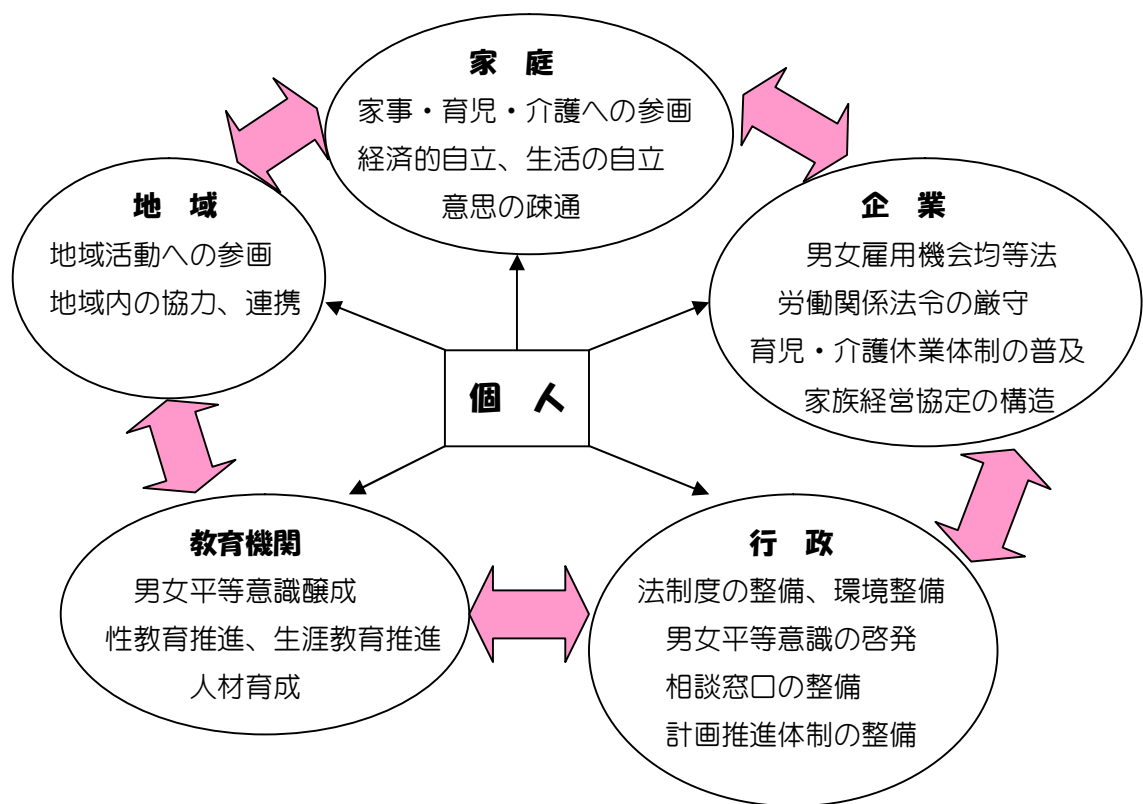 家　庭
家事・育児・介護への参画
経済的自立、生活の自立
意思の疎通
地　域
地域活動への参画
地域内の協力、連携
企　業
男女雇用機会均等法
労働関係法令の厳守
育児・介護休業体制の普及
家族経営協定の構造
個　人
教育機関
男女平等意識醸成
性教育推進、生涯教育推進
人材育成
行　政
法制度の整備、環境整備
男女平等意識の啓発
相談窓口の整備
計画推進体制の整備